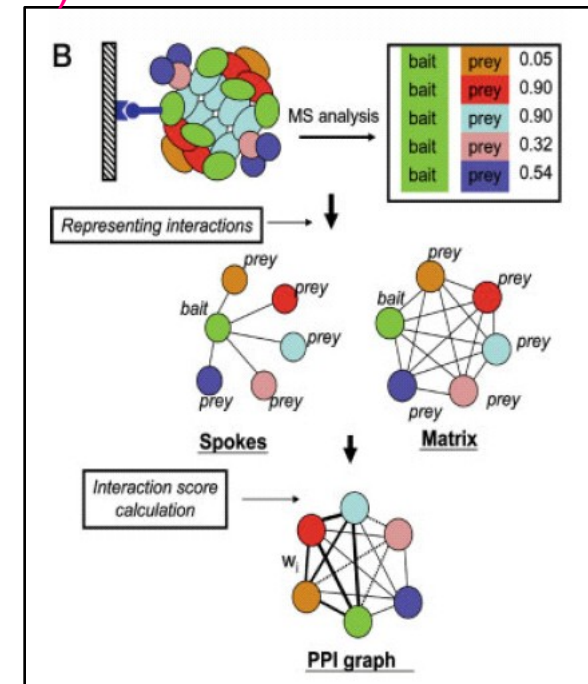 B
MS analysis
bait prey 0.05
bait prey 0.90
bait prey 0.90
bait prey 0.32
bait prey 0.54
Representing interactions
prey
prey
bait
prey
prey
prey
Spokes
prey
bait
prey
prey
prey
prey
Matrix
Interaction score
calculation
wi
PPI graph